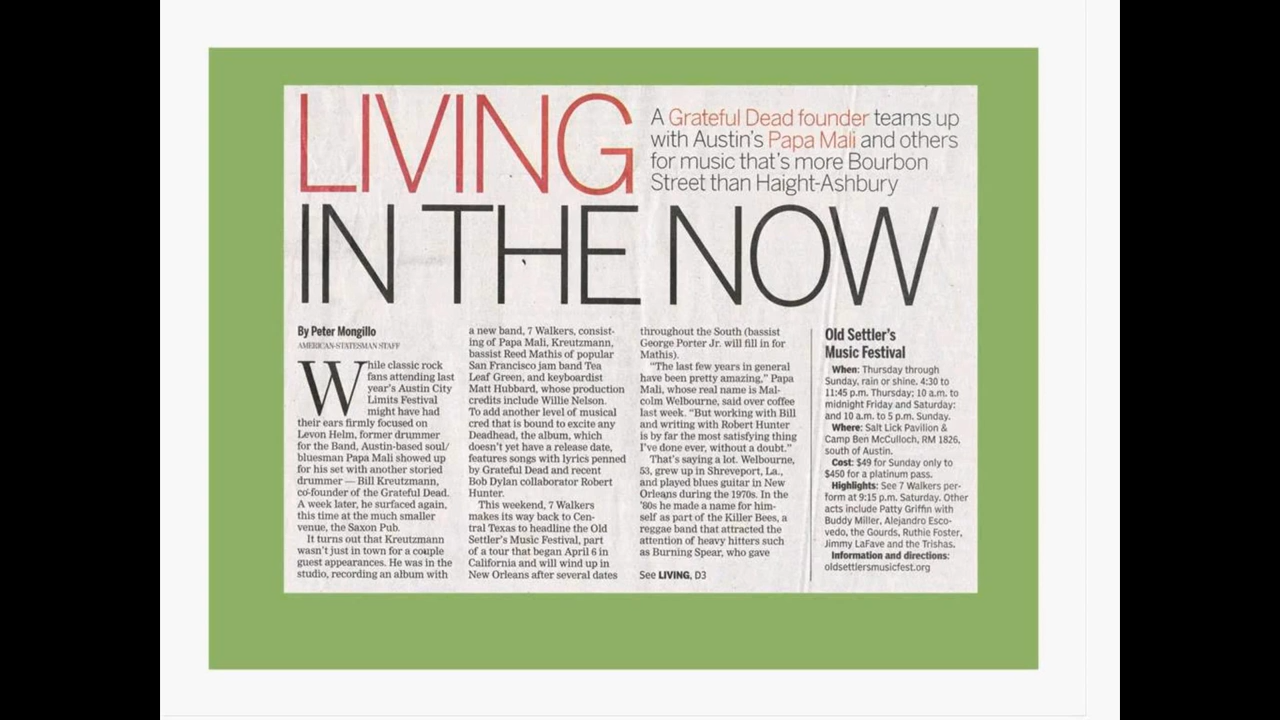 LIVING
IN THE NOW
A Grateful Dead founder teams up
with Austin's Papa Mali and others
for music that's more Bourbon
Street than Haight-Ashbury
By Peter Mongillo
AMERICAN-STATESMAN STAFF
While classic rock
fans attending last
year's Austin City
Limits Festival
might have had
their ears firmly focused on
Levon Helm, former drummer
for the Band, Austin-based soul/
bluesman Papa Mali showed up
for his set with another storied
drummer — Bill Kreutzmann,
co-founder of the Grateful Dead.
A week later, he surfaced again,
this time at the much smaller
venue, the Saxon Pub.
It turns out that Kreutzmann
wasn't just in town for a couple
guest appearances. He was in the
studio, recording an album with
a new band, 7 Walkers, consist-
ing of Papa Mali, Kreutzmann,
bassist Reed Mathis of popular
San Francisco jam band Tea
Leaf Green, and keyboardist
Matt Hubbard, whose production
credits include Willie Nelson.
To add another level of musical
cred that is bound to excite any
Deadhead, the album, which
doesn't yet have a release date,
features songs with lyrics penned
by Grateful Dead and recent
Bob Dylan collaborator Robert
Hunter.
This weekend, 7 Walkers
makes its way back to Cen-
tral Texas to headline the Old
Settler's Music Festival, part
of a tour that began April 6 in
California and will wind up in
New Orleans after several dates
throughout the South (bassist
George Porter Jr. will fill in for
Mathis).
"The last few years in general
have been pretty amazing," Papa
Mali, whose real name is Mal-
colm Welbourne, said over coffee
last week. "But working with Bill
and writing with Robert Hunter
is by far the most satisfying thing
I've done ever, without a doubt."
That's saying a lot. Welbourne,
53, grew up in Shreveport, La.,
and played blues guitar in New
Orleans during the 1970s. In the
'80s he made a name for him-
self as part of the Killer Bees, a
reggae band that attracted the
attention of heavy hitters such
as Burning Spear, who gave
See LIVING, D3
Old Settler's
Music Festival
When: Thursday through
Sunday, rain or shine. 4:30 to
11:45 p.m. Thursday; 10 a.m. to
midnight Friday and Saturday;
and 10 a.m. to 5 p.m. Sunday.
Where: Salt Lick Pavilion &
Camp Ben McCulloch, RM 1826,
south of Austin.
Cost: $49 for Sunday only to
$450 for a platinum pass.
Highlights: See 7 Walkers per-
form at 9:15 p.m. Saturday. Other
acts include Patty Griffin with
Buddy Miller, Alejandro Esco-
vedo, the Gourds, Ruthie Foster,
Jimmy LaFave and the Trishas.
Information and directions:
oldsettlersmusicfest.org